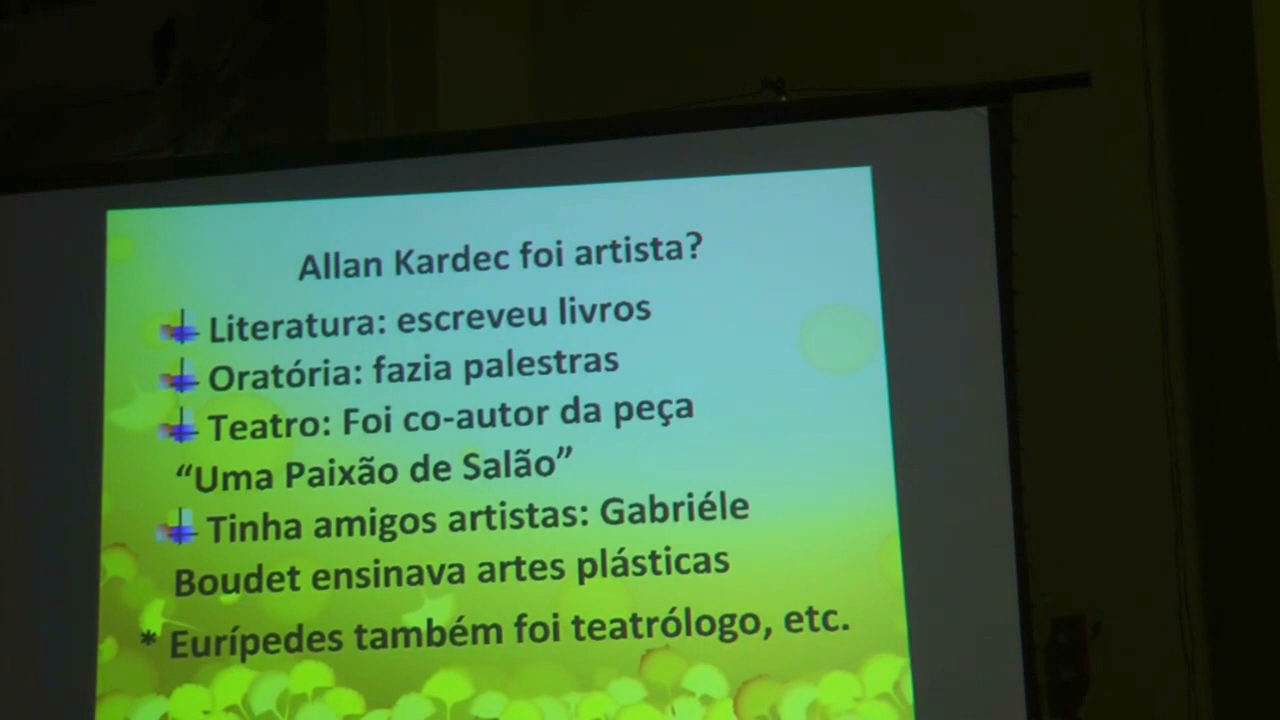 Allan Kardec foi artista?
Literatura: escreveu livros
Oratória: fazia palestras
Teatro: Foi co-autor da peça
“Uma Paixão de Salão”
Tinha amigos artistas: Gabriéle
Boudet ensinava artes plásticas
* Eurípedes também foi teatrólogo, etc.